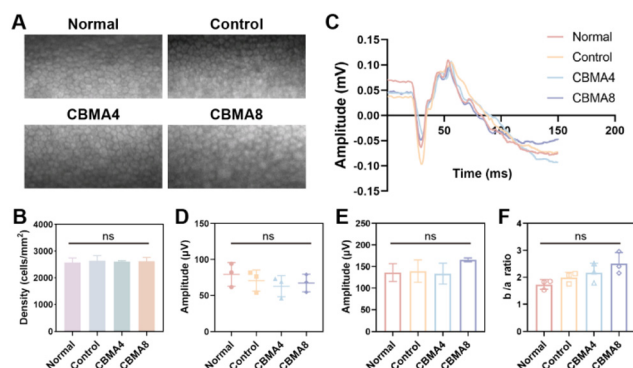 A
Normal
Control
CBMA4
CBMA8
C
Amplitude (mV)
0.15
0.10
0.05
0.00
-0.05
-0.10
-0.15
50
100
150
200
Time (ms)
Normal
Control
CBMA4
CBMA8
B
Density (cells/mm²)
4000
3000
2000
1000
0
ns
Normal
Control
CBMA4
CBMA8
D
Amplitude (μV)
150
100
50
0
ns
Normal
Control
CBMA4
CBMA8
E
Amplitude (μV)
250
200
150
100
50
0
ns
Normal
Control
CBMA4
CBMA8
F
b /a ratio
4
3
2
1
0
ns
Normal
Control
CBMA4
CBMA8